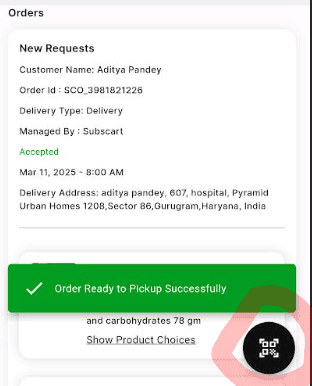 Orders
New Requests
Customer Name: Aditya Pandey
Order Id : SCO_3981821226
Delivery Type: Delivery
Managed By : Subscart
Accepted
Mar 11, 2025 - 8:00 AM
Delivery Address: aditya pandey, 607, hospital, Pyramid
Urban Homes 1208,Sector 86,Gurugram,Haryana, India
Order Ready to Pickup Successfully
and carbohydrates 78 gm
Show Product Choices